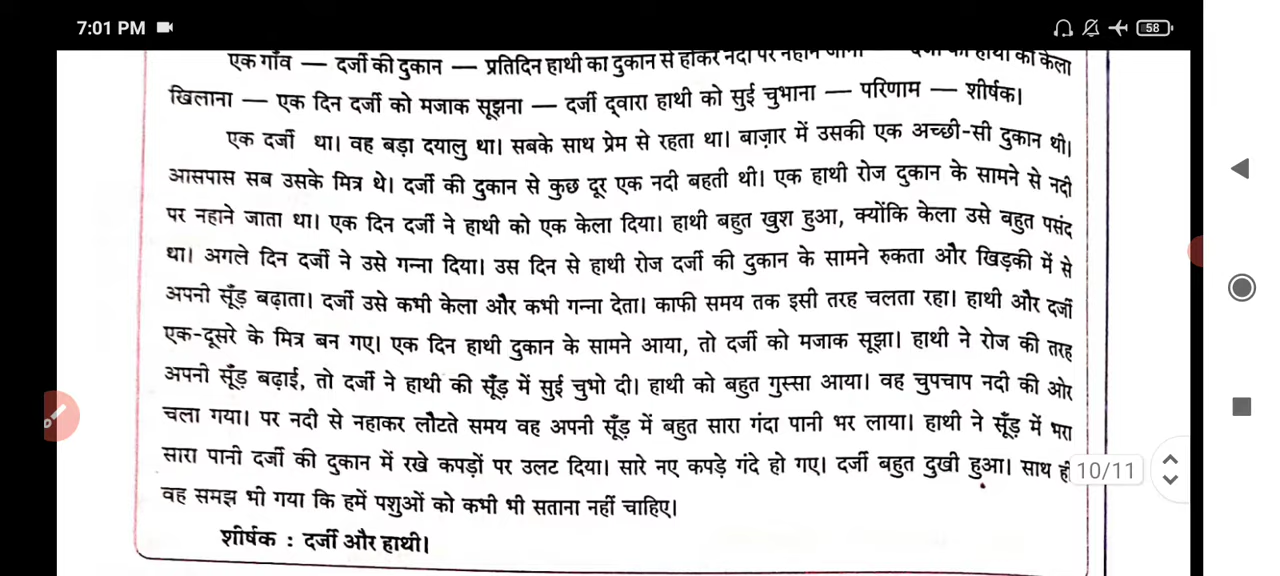 7:01 PM
58
एक गाँव — दर्जी की दुकान — प्रतिदिन हाथी का दुकान से होकर नदी पर नहाने जाना — दर्जी का हाथी को केला
खिलाना — एक दिन दर्जी को मजाक सूझना — दर्जी द्वारा हाथी को सुई चुभाना — परिणाम — शीर्षक।
एक दर्जी था। वह बड़ा दयालु था। सबके साथ प्रेम से रहता था। बाज़ार में उसकी एक अच्छी-सी दुकान थी।
आसपास सब उसके मित्र थे। दर्जी की दुकान से कुछ दूर एक नदी बहती थी। एक हाथी रोज दुकान के सामने से नदी
पर नहाने जाता था। एक दिन दर्जी ने हाथी को एक केला दिया। हाथी बहुत खुश हुआ, क्योंकि केला उसे बहुत पसंद
था। अगले दिन दर्जी ने उसे गन्ना दिया। उस दिन से हाथी रोज दर्जी की दुकान के सामने रुकता और खिड़की में से
अपनी सूँड़ बढ़ाता। दर्जी उसे कभी केला और कभी गन्ना देता। काफी समय तक इसी तरह चलता रहा। हाथी और दर्जी
एक-दूसरे के मित्र बन गए। एक दिन हाथी दुकान के सामने आया, तो दर्जी को मजाक सूझा। हाथी ने रोज की तरह
अपनी सूँड़ बढ़ाई, तो दर्जी ने हाथी की सूँड़ में सुई चुभो दी। हाथी को बहुत गुस्सा आया। वह चुपचाप नदी की ओर
चला गया। पर नदी से नहाकर लौटते समय वह अपनी सूँड़ में बहुत सारा गंदा पानी भर लाया। हाथी ने सूँड़ में भरा
सारा पानी दर्जी की दुकान में रखे कपड़ों पर उलट दिया। सारे नए कपड़े गंदे हो गए। दर्जी बहुत दुखी हुआ। साथ ही
10/11
वह समझ भी गया कि हमें पशुओं को कभी भी सताना नहीं चाहिए।
शीर्षक : दर्जी और हाथी।